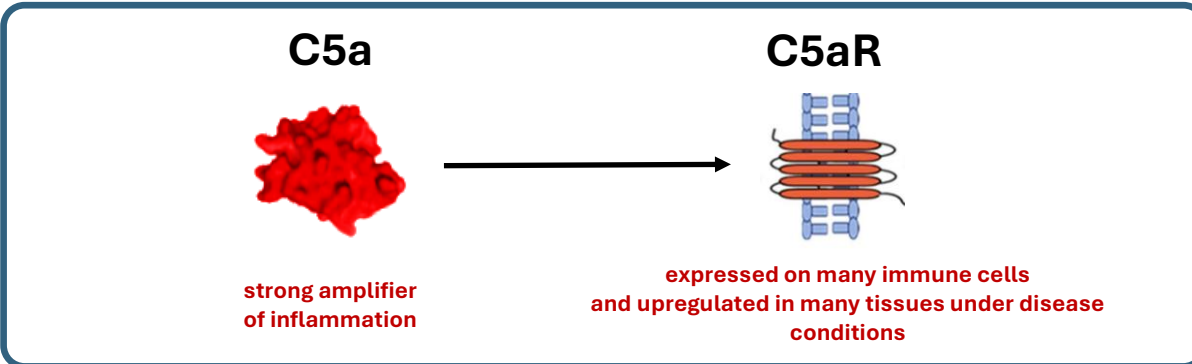 C5a
C5aR
strong amplifier
of inflammation
expressed on many immune cells
and upregulated in many tissues under disease
conditions